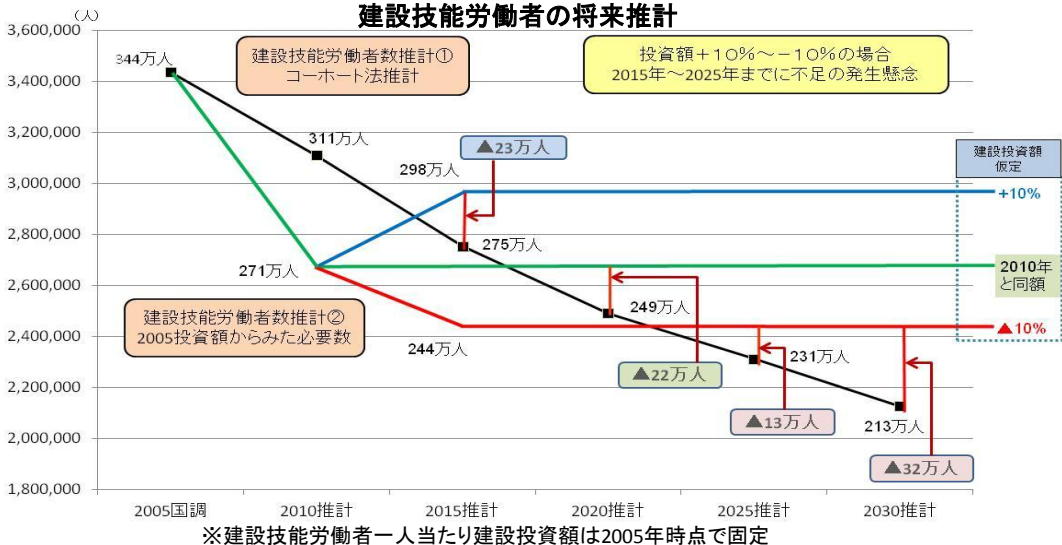 建設技能労働者の将来推計
（人）
3,600,000
3,400,000
3,200,000
3,000,000
2,800,000
2,600,000
2,400,000
2,200,000
2,000,000
1,800,000
344万人
建設技能労働者数推計①
コーホート法推計
投資額＋１０％～－１０％の場合
2015年～2025年までに不足の発生懸念
311万人
▲23万人
298万人
275万人
建設投資額
仮定
+10%
271万人
2010年
と同額
249万人
建設技能労働者数推計②
2005投資額からみた必要数
▲10%
244万人
231万人
▲22万人
▲13万人
213万人
▲32万人
2005国調
2010推計
2015推計
2020推計
2025推計
2030推計
※建設技能労働者一人当たり建設投資額は2005年時点で固定